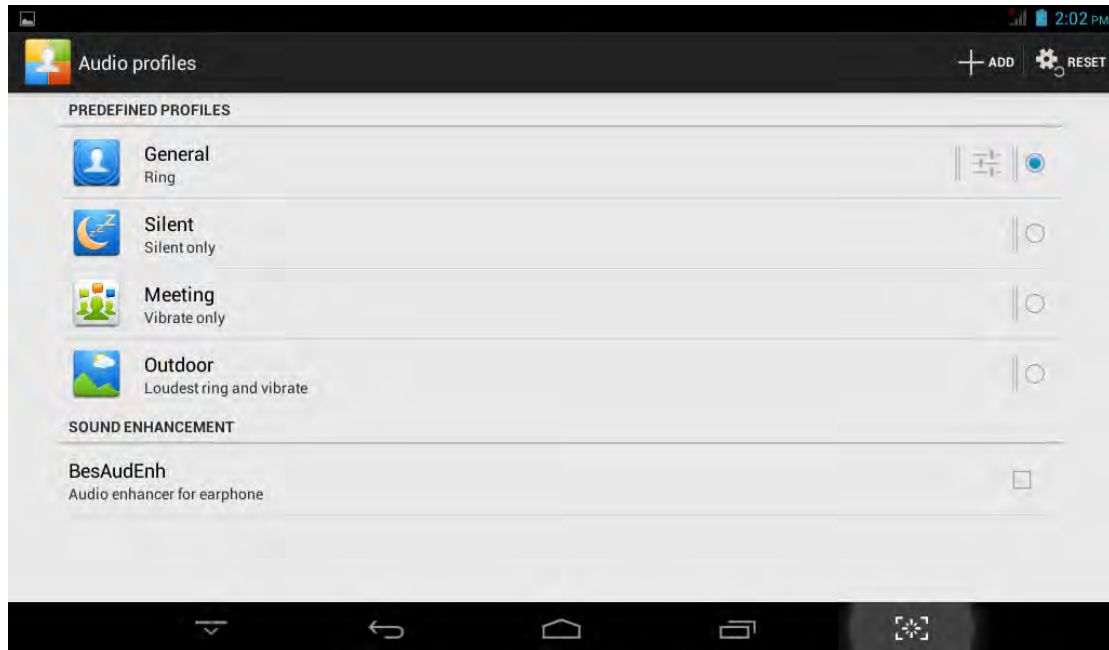 2:02 PM
Audio profiles
ADD
RESET
PREDEFINED PROFILES
General
Ring
Silent
Silent only
Meeting
Vibrate only
Outdoor
Loudest ring and vibrate
SOUND ENHANCEMENT
BesAudEnh
Audio enhancer for earphone